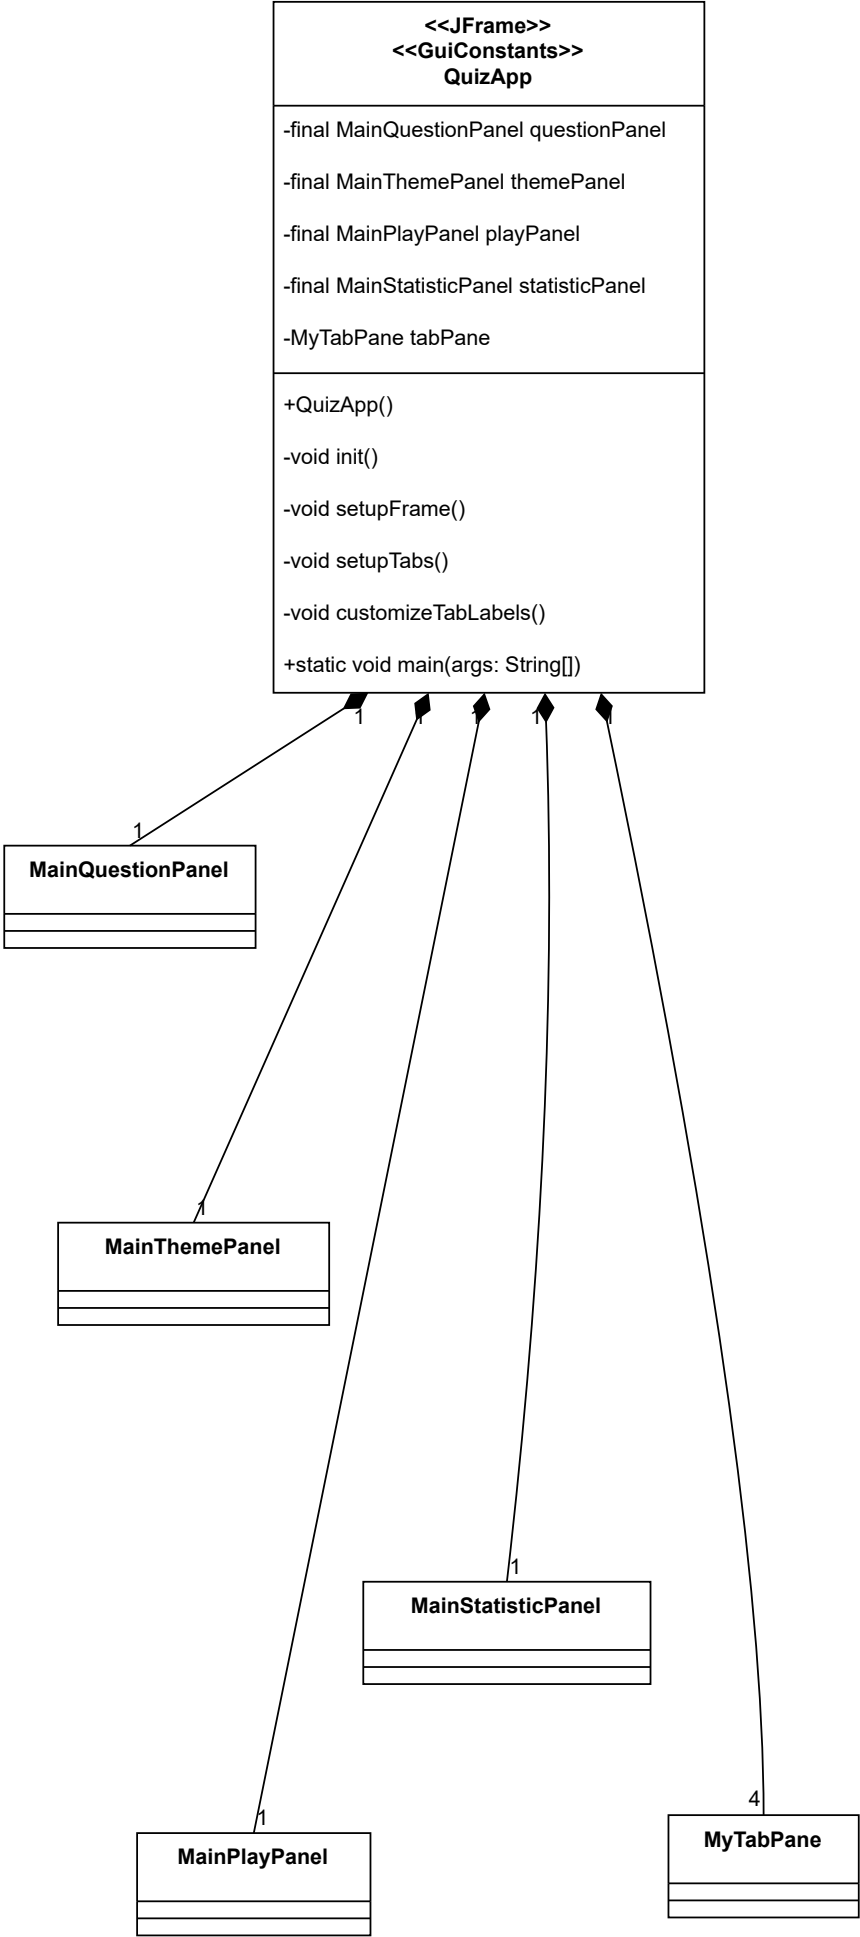 <<JFrame>>
<<GuiConstants>>
QuizApp
-final MainQuestionPanel questionPanel
-final MainThemePanel themePanel
-final MainPlayPanel playPanel
-final MainStatisticPanel statisticPanel
-MyTabPane tabPane
+QuizApp()
-void init()
-void setupFrame()
-void setupTabs()
-void customizeTabLabels()
+static void main(args: String[])
1
1
1
1
1
1
MainQuestionPanel
1
MainThemePanel
1
MainStatisticPanel
4
MyTabPane
1
MainPlayPanel